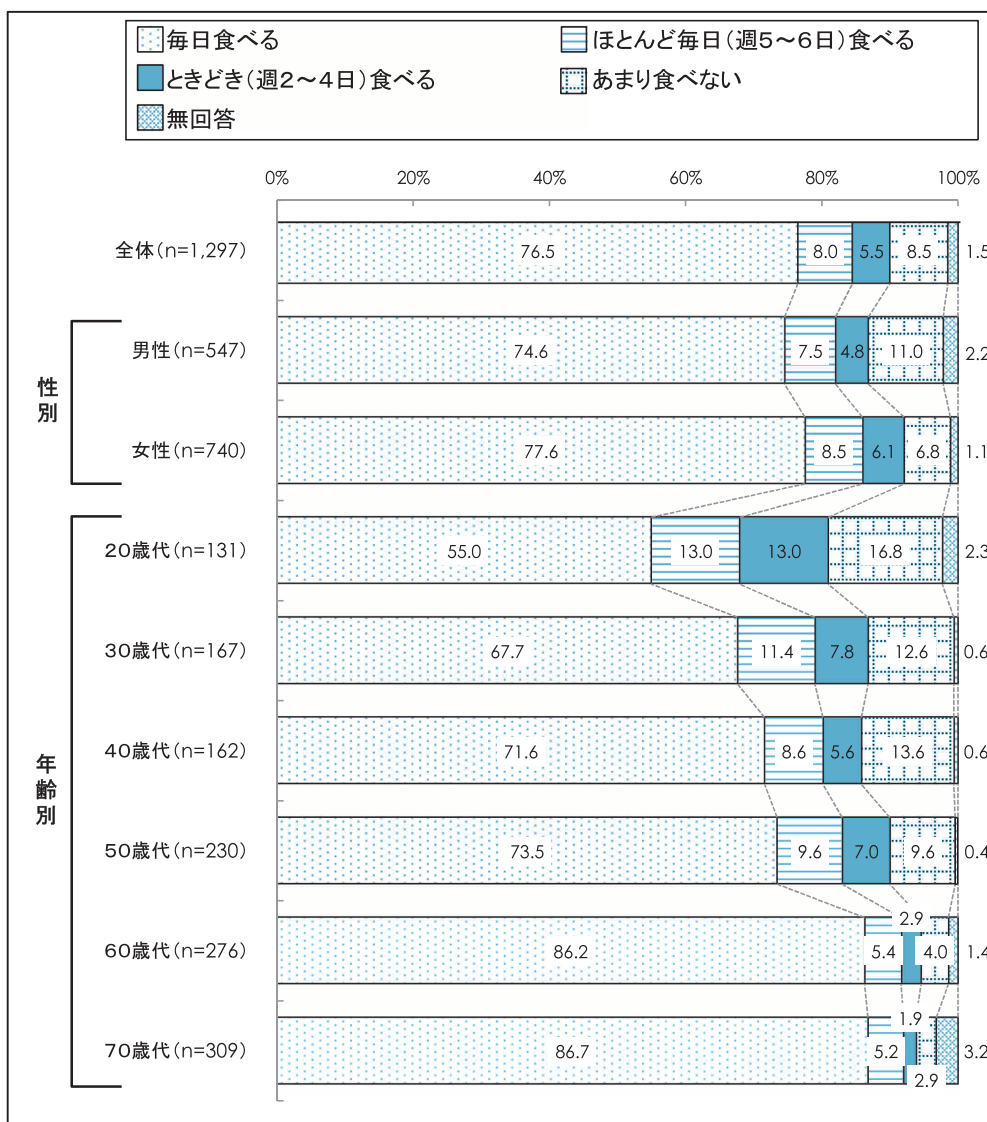 毎日食べる
ほとんど毎日(週5～6日)食べる
ときどき(週2～4日)食べる
あまり食べない
無回答
0% 20% 40% 60% 80% 100%
全体(n=1,297) 76.5 8.0 5.5 8.5 1.5
性別
男性(n=547) 74.6 7.5 4.8 11.0 2.2
女性(n=740) 77.6 8.5 6.1 6.8 1.1
年齢別
20歳代(n=131) 55.0 13.0 13.0 16.8 2.3
30歳代(n=167) 67.7 11.4 7.8 12.6 0.6
40歳代(n=162) 71.6 8.6 5.6 13.6 0.6
50歳代(n=230) 73.5 9.6 7.0 9.6 0.4
60歳代(n=276) 86.2 5.4 2.9 4.0 1.4
70歳代(n=309) 86.7 5.2 1.9 2.9 3.2